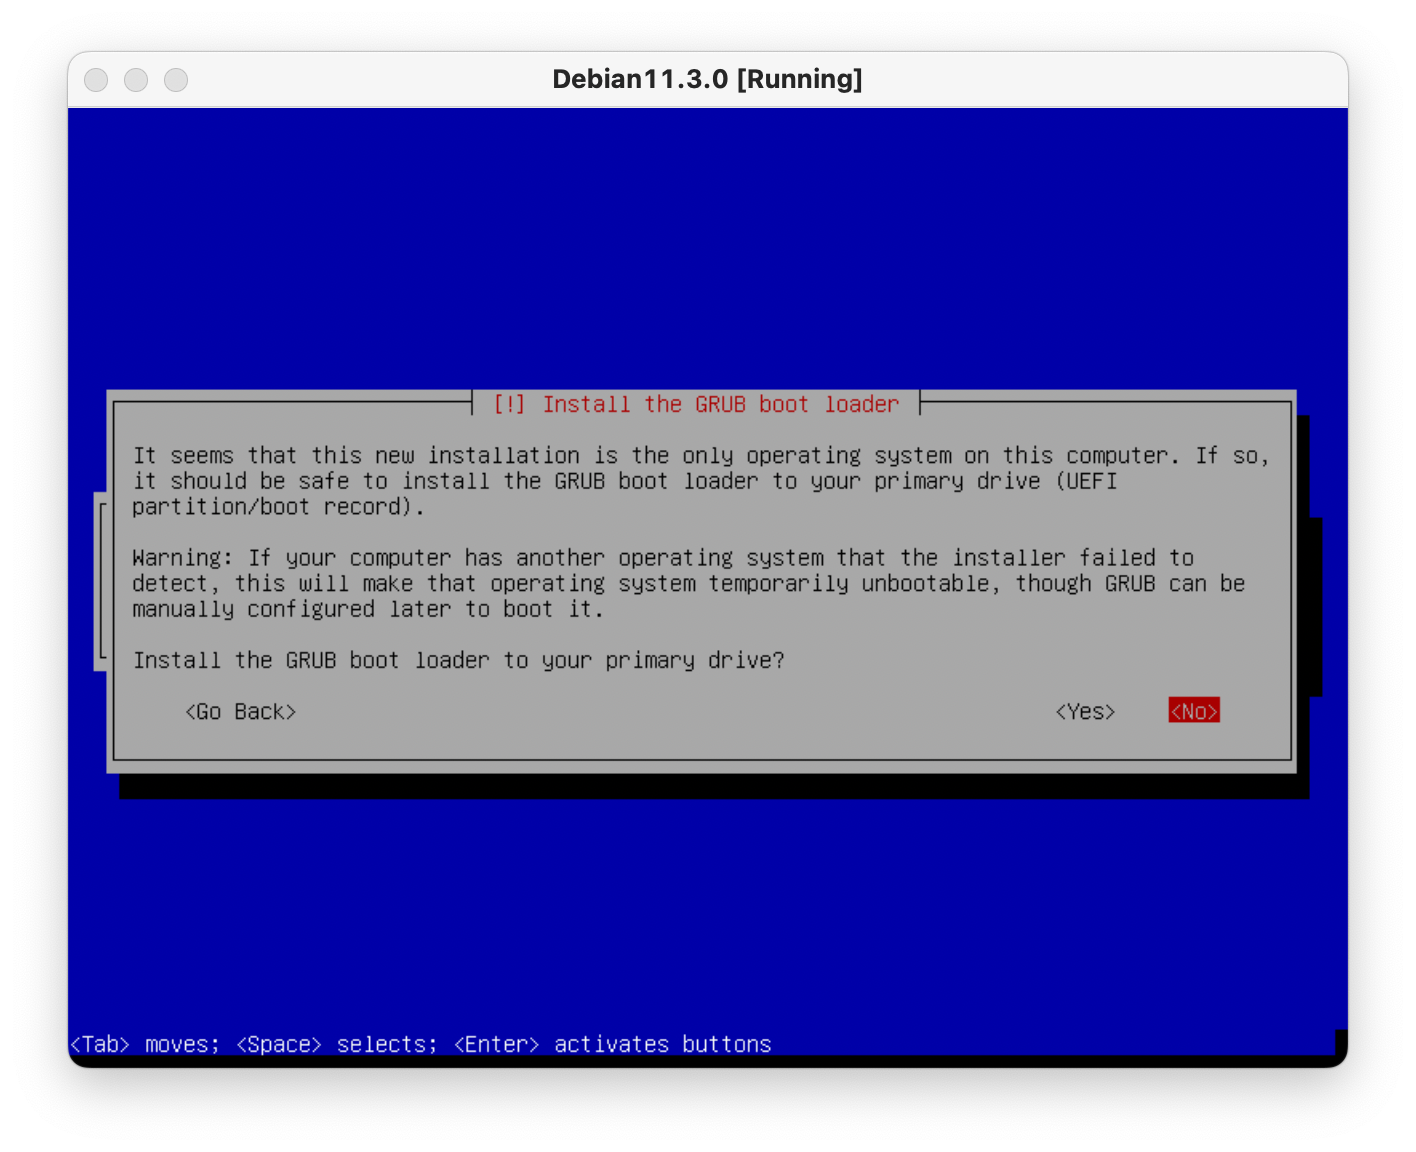 Debian11.3.0 [Running]
[!] Install the GRUB boot loader
It seems that this new installation is the only operating system on this computer. If so,
it should be safe to install the GRUB boot loader to your primary drive (UEFI
partition/boot record).
Warning: If your computer has another operating system that the installer failed to
detect, this will make that operating system temporarily unbootable, though GRUB can be
manually configured later to boot it.
Install the GRUB boot loader to your primary drive?
<Go Back> <Yes> <No>
<Tab> moves; <Space> selects; <Enter> activates buttons